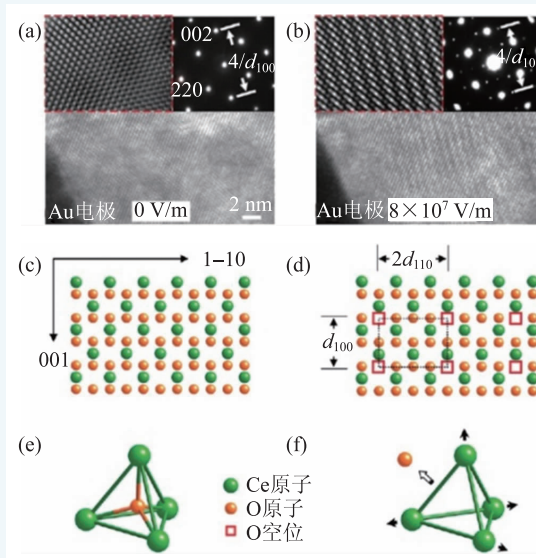 (a)
002
4/d100
220
Au电极
0 V/m
2 nm
(b)
4/d10
Au电极
8×10⁷ V/m
(c)
1–10
001
(d)
2d110
d100
(e)
Ce原子
O原子
O空位
(f)